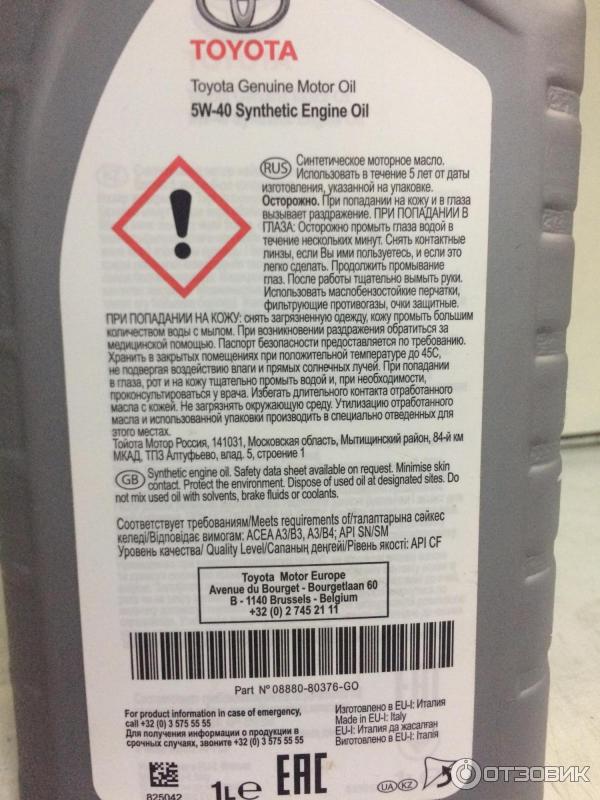 TOYOTA
Toyota Genuine Motor Oil
5W-40 Synthetic Engine Oil
RUS Синтетическое моторное масло.
Использовать в течение 5 лет от даты
изготовления, указанной на упаковке.
Осторожно. При попадании на кожу и в глаза
вызывает раздражение. ПРИ ПОПАДАНИИ В
ГЛАЗА: Осторожно промыть глаза водой в
течение нескольких минут. Снять контактные
линзы, если Вы ими пользуетесь, и если это
легко сделать. Продолжить промывание
глаз. После работы тщательно вымыть руки.
Использовать маслобензостойкие перчатки,
фильтрующие противогазы, очки защитные.
ПРИ ПОПАДАНИИ НА КОЖУ: снять загрязненную одежду, кожу промыть большим
количеством воды с мылом. При возникновении раздражения обратиться за
медицинской помощью. Паспорт безопасности предоставляется по требованию.
Хранить в закрытых помещениях при положительной температуре до 45С,
не подвергая воздействию влаги и прямых солнечных лучей. При попадании
в глаза, рот и на кожу тщательно промыть водой и, при необходимости,
проконсультироваться у врача. Избегать длительного контакта отработанного
масла с кожей. Не загрязнять окружающую среду. Утилизацию отработанного
масла и использованной упаковки производить в специально отведенных для
этого местах.
Тойота Мотор Россия, 141031, Московская область, Мытищинский район, 84-й км
МКАД, ТПЗ Алтуфьево, влад. 5, строение 1
GB Synthetic engine oil. Safety data sheet available on request. Minimise skin
contact. Protect the environment. Dispose of used oil at designated sites. Do
not mix used oil with solvents, brake fluids or coolants.
Соответствует требованиям/Meets requirements of/талаптарына сәйкес
келеді/Відповідає вимогам: ACEA A3/B3, A3/B4; API SN/SM
Уровень качества/ Quality Level/Сапаның деңгейі/Рівень якості: API CF
Toyota Motor Europe
Avenue du Bourget - Bourgetlaan 60
B - 1140 Brussels - Belgium
+32 (0) 2 745 21 11
Part N° 08880-80376-GO
For product information in case of emergency,
call +32 (0) 3 575 55 55
Для получения информации о продукции в
срочных случаях, звоните +32 (0) 3 575 55 55
Изготовлено в EU-I: Италия
Made in EU-I: Italy
EU-I: Италия да жасалған
Виготовлено в EU-I: Італія
825042
1Le
EAC
UA KZ
ОТЗОВИК